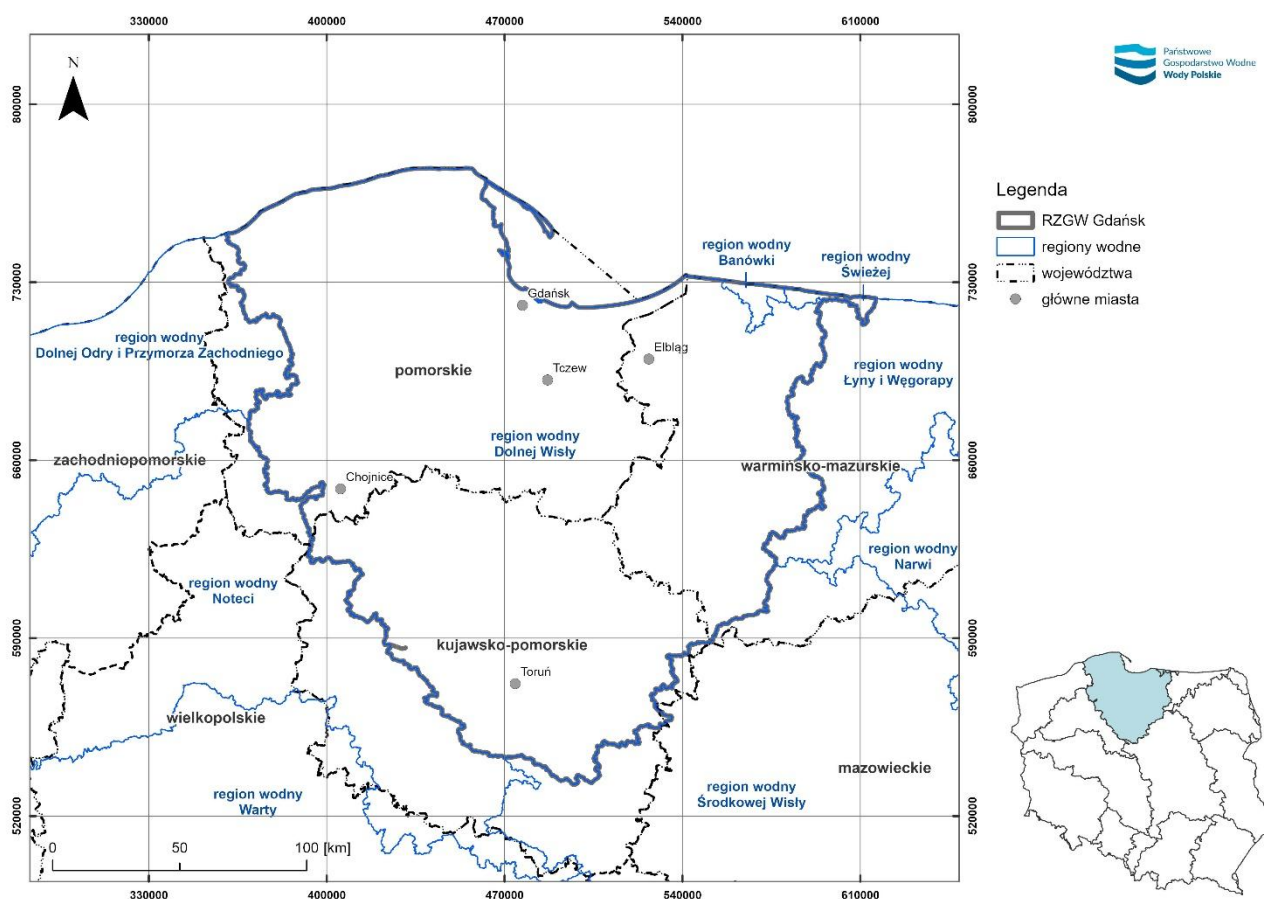 330000
400000
470000
540000
610000
Państwowe
Gospodarstwo Wodne
Wody Polskie
N
800000
800000
Legenda
RZGW Gdańsk
regiony wodne
województwa
główne miasta
region wodny
Banówki
region wodny
Świeżej
730000
730000
Gdańsk
region wodny
Dolnej Odry i Przymorza Zachodniego
Elbląg
region wodny
Łyny i Węgorapy
pomorskie
Tczew
region wodny
Dolnej Wisły
zachodniopomorskie
660000
warmińsko-mazurskie
660000
Chojnice
region wodny
Narwi
region wodny
Noteci
590000
kujawsko-pomorskie
590000
Toruń
wielkopolskie
mazowieckie
region wodny
Warty
region wodny
Środkowej Wisły
520000
520000
0
50
100 [km]
330000
400000
470000
540000
610000